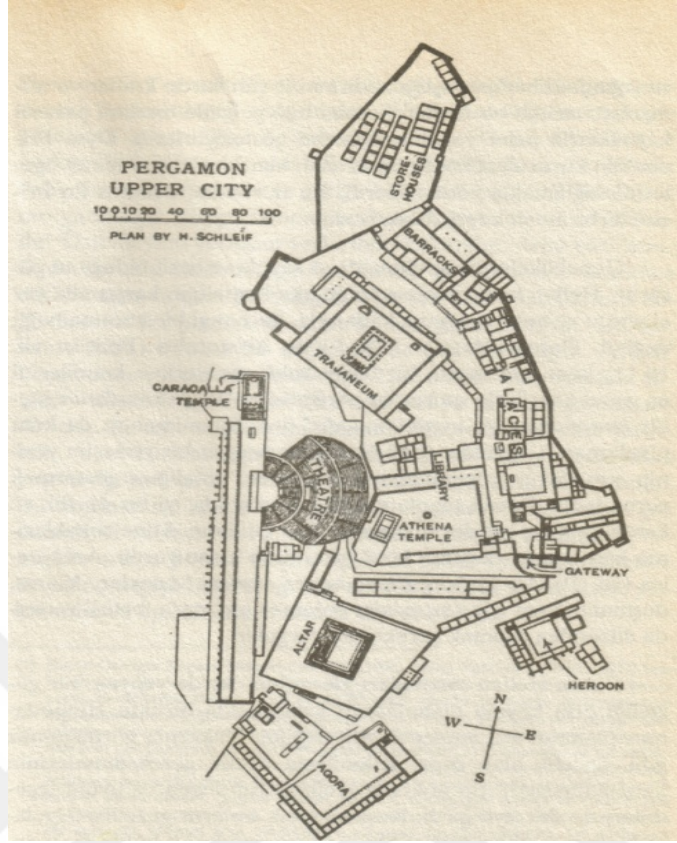 PERGAMON
UPPER CITY
10 0 10 20 40 60 80 100
PLAN BY H. SCHLEIF
STORE-
HOUSES
BARRACKS
TRAJANEUM
CARACALLA
TEMPLE
PALACES
THEATRE
LIBRARY
ATHENA
TEMPLE
GATEWAY
ALTAR
HEROON
AGORA
N
W
E
S